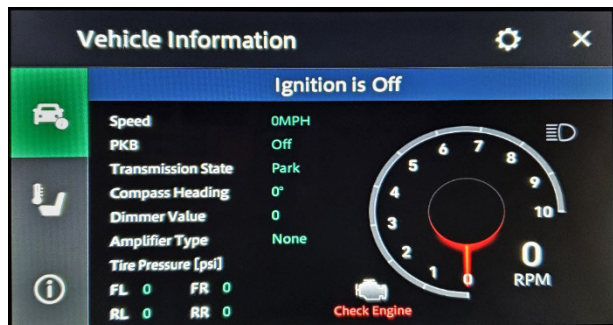 Vehicle Information
Ignition is Off
Speed 0MPH
PKB Off
Transmission State Park
Compass Heading 0°
Dimmer Value 0
Amplifier Type None
Tire Pressure [psi]
FL 0 FR 0
RL 0 RR 0
0 1 2 3 4 5 6 7 8 9 10
0
RPM
Check Engine